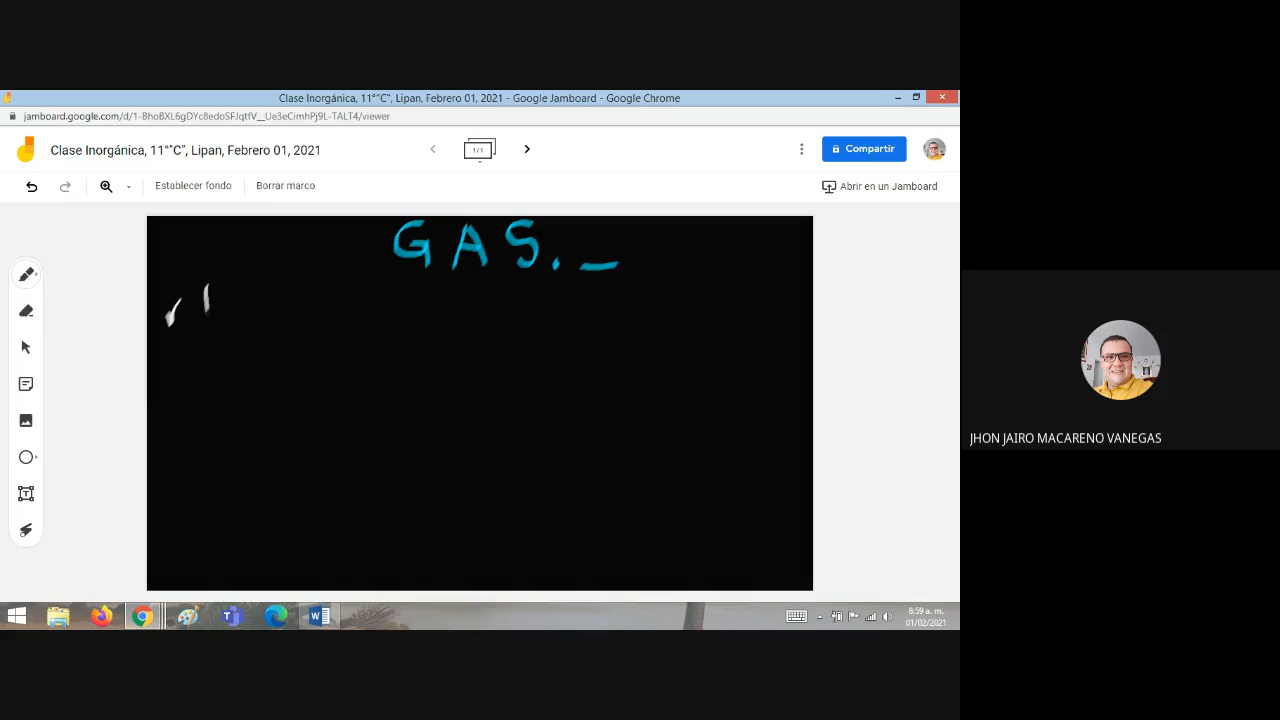 Clase Inorgánica, 11°"C", Lipan, Febrero 01, 2021 - Google Jamboard - Google Chrome
jamboard.google.com/d/1-BhoBXL6gDYc8edoSFJqtfV__Ue3eCimhPj9L-TALT4/viewer
Clase Inorgánica, 11°"C", Lipan, Febrero 01, 2021
1/1
Compartir
Establecer fondo
Borrar marco
Abrir en un Jamboard
GAS._
JHON JAIRO MACARENO VANEGAS
8:59 a. m.
01/02/2021